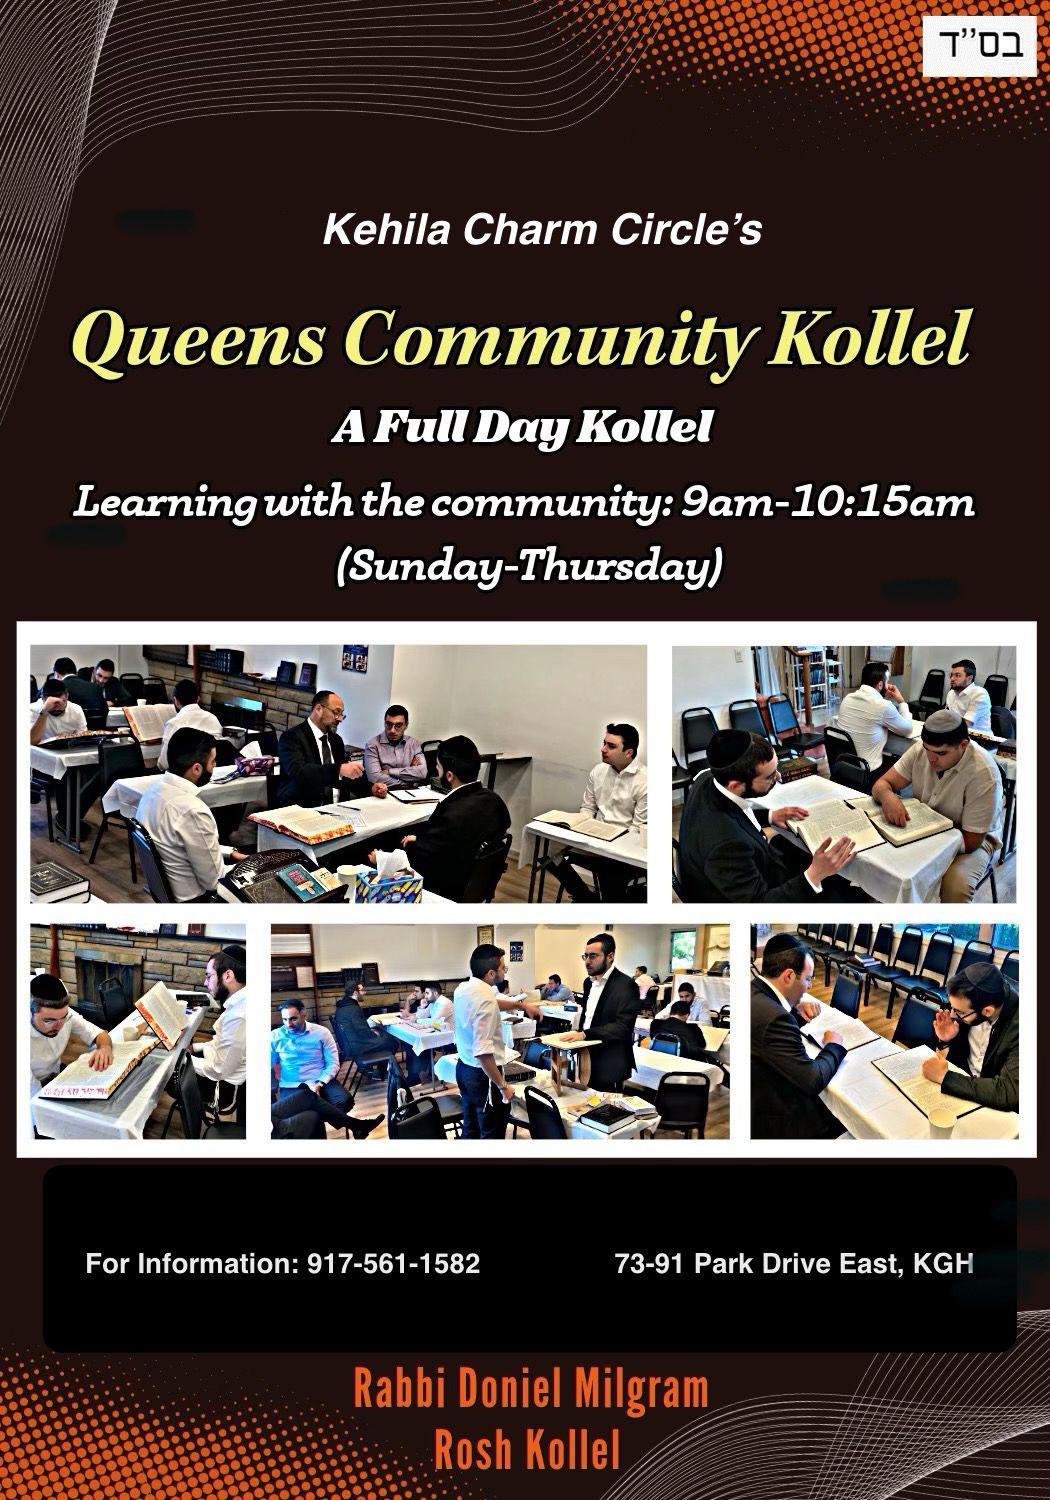 בס"ד
Kehila Charm Circle's
Queens Community Kollel
A Full Day Kollel
Learning with the community: 9am-10:15am
(Sunday-Thursday)
For Information: 917-561-1582
73-91 Park Drive East, KGH
Rabbi Doniel Milgram
Rosh Kollel